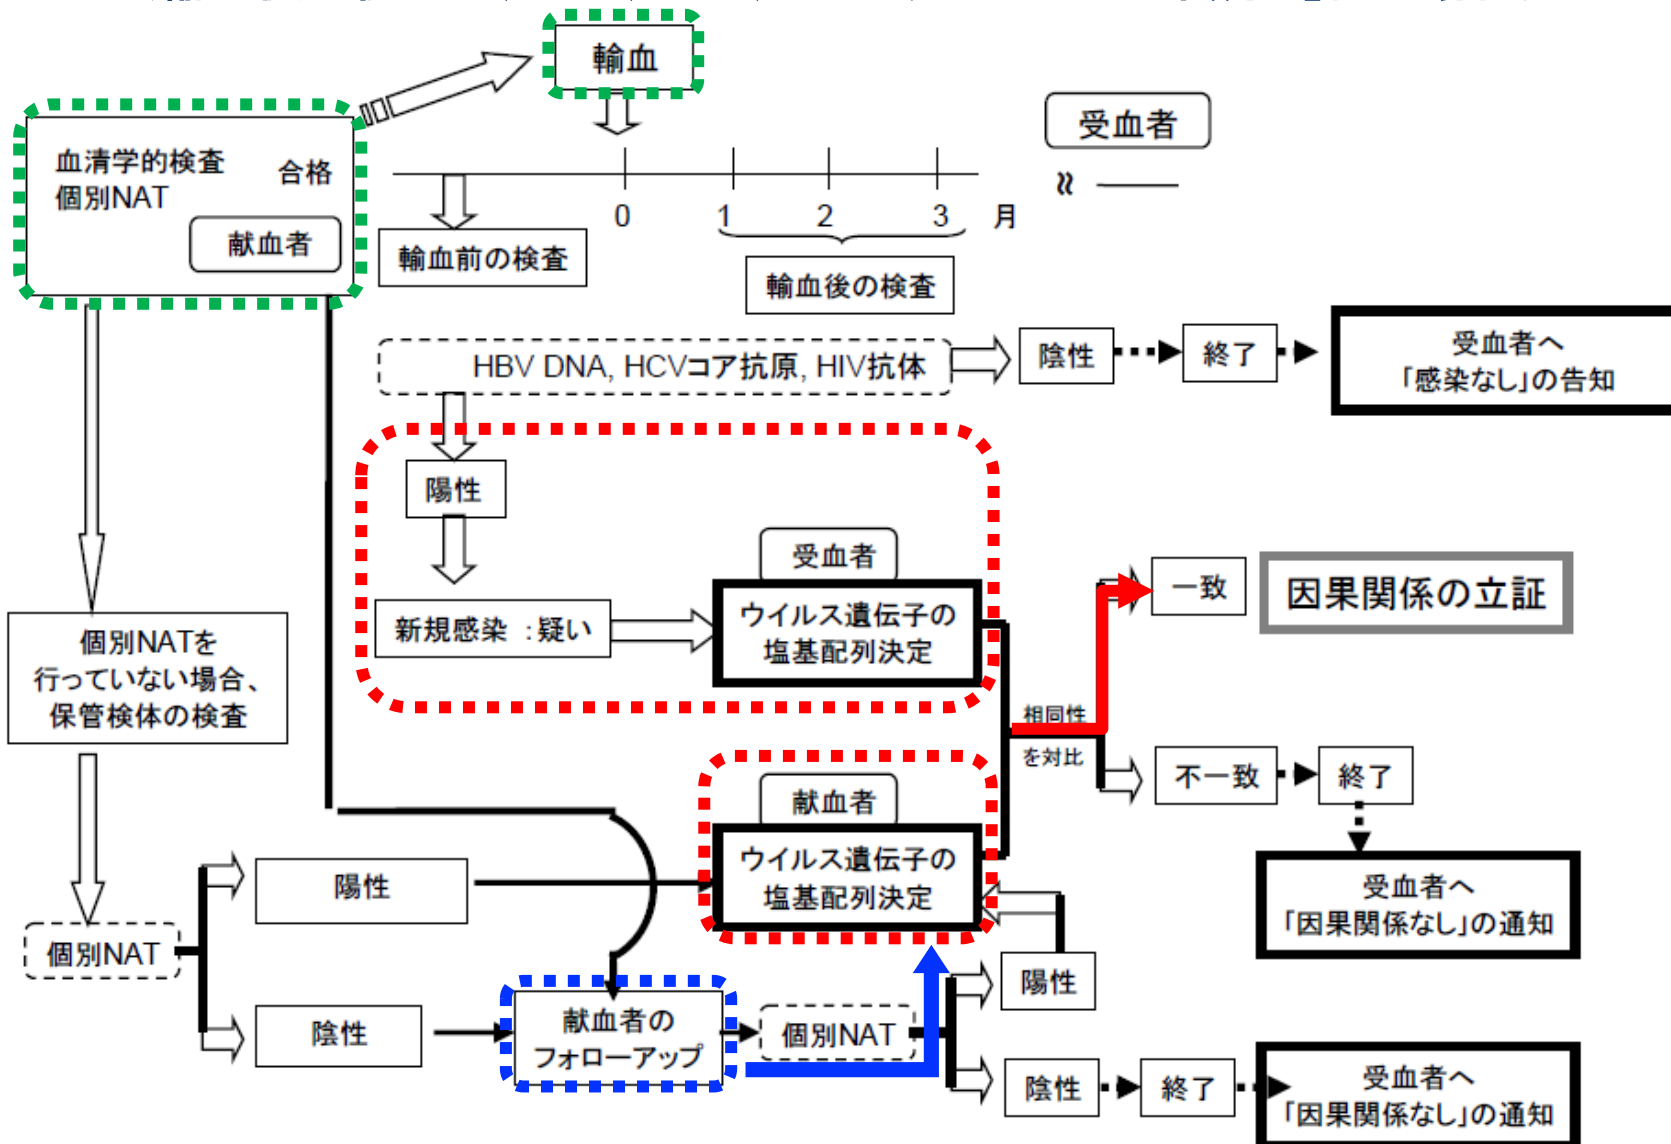 輸血
受血者
血清学的検査
個別NAT
合格
献血者
≈
0 1 2 3 月
輸血前の検査
輸血後の検査
HBV DNA, HCVコア抗原, HIV抗体
陰性
終了
受血者へ
「感染なし」の告知
陽性
受血者
新規感染 :疑い
ウイルス遺伝子の
塩基配列決定
一致
因果関係の立証
個別NATを
行っていない場合、
保管検体の検査
相同性
を対比
不一致
終了
献血者
ウイルス遺伝子の
塩基配列決定
陽性
受血者へ
「因果関係なし」の通知
個別NAT
陽性
陰性
献血者の
フォローアップ
個別NAT
陰性
終了
受血者へ
「因果関係なし」の通知